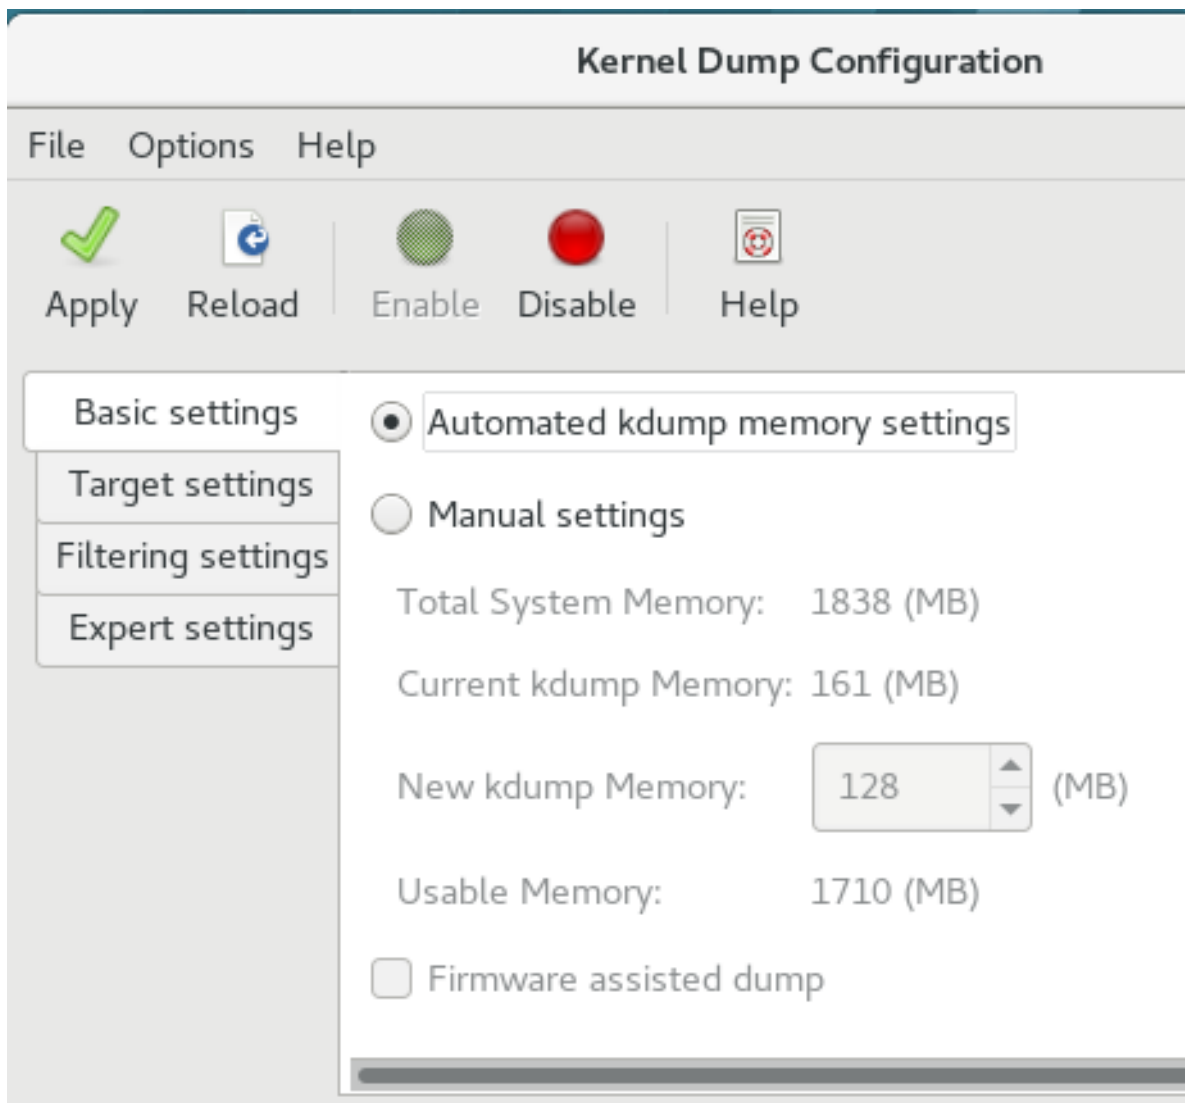 Kernel Dump Configuration
File Options Help
Apply Reload Enable Disable Help
Basic settings
Target settings
Filtering settings
Expert settings
Automated kdump memory settings
Manual settings
Total System Memory: 1838 (MB)
Current kdump Memory: 161 (MB)
New kdump Memory: 128 (MB)
Usable Memory: 1710 (MB)
Firmware assisted dump